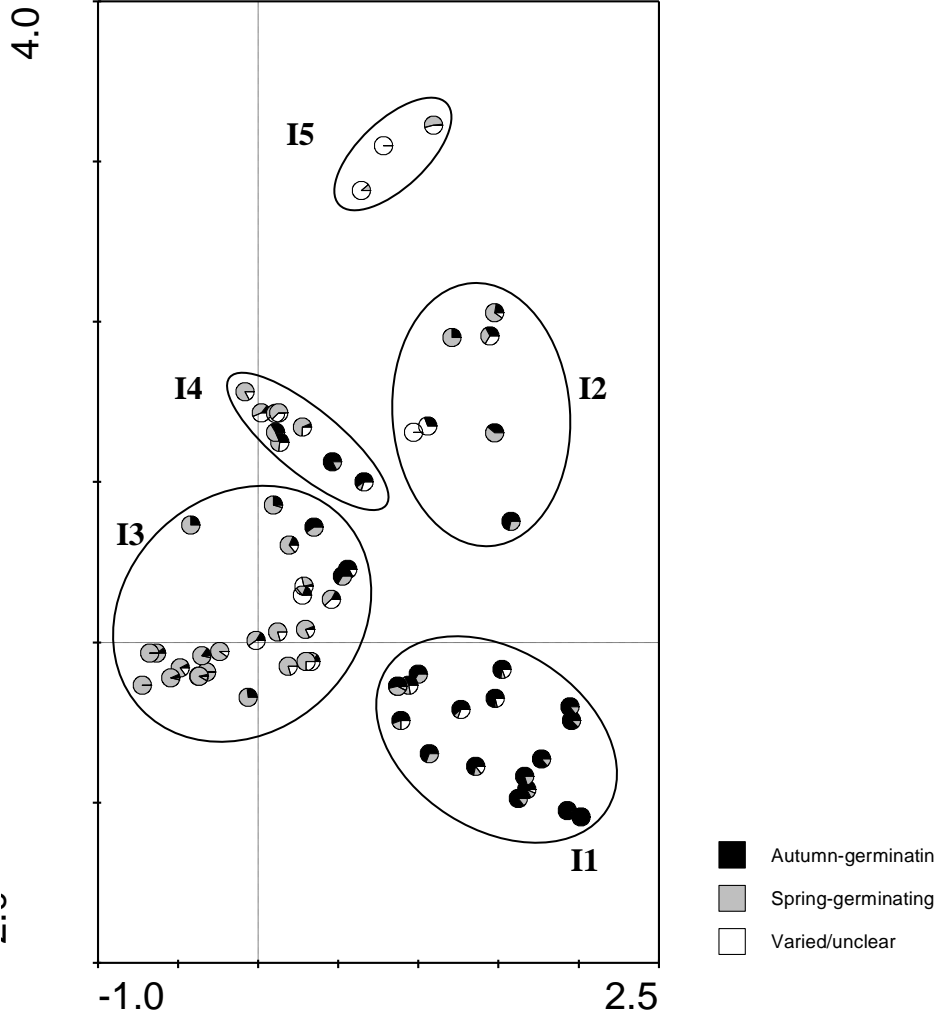 4.0
I5
I2
I4
I3
I1
Autumn-germinatin
Spring-germinating
Varied/unclear
-1.0
2.5